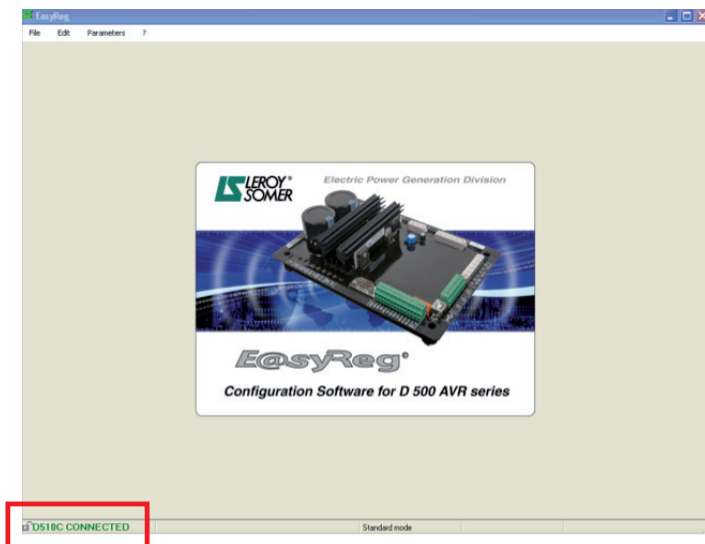 EasyReg
File Edit Parameters ?
LS LEROY® SOMER
Electric Power Generation Division
E@syReg®
Configuration Software for D 500 AVR series
D510C CONNECTED Standard mode